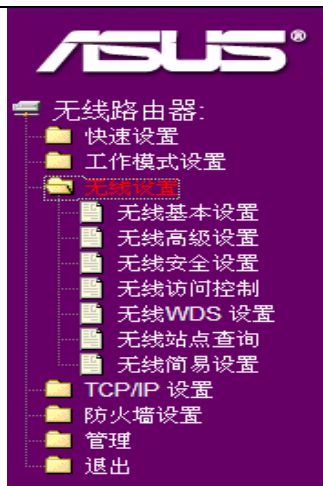 ASUS®
无线路由器:
快速设置
工作模式设置
无线设置
无线基本设置
无线高级设置
无线安全设置
无线访问控制
无线WDS 设置
无线站点查询
无线简易设置
TCP/IP 设置
防火墙设置
管理
退出